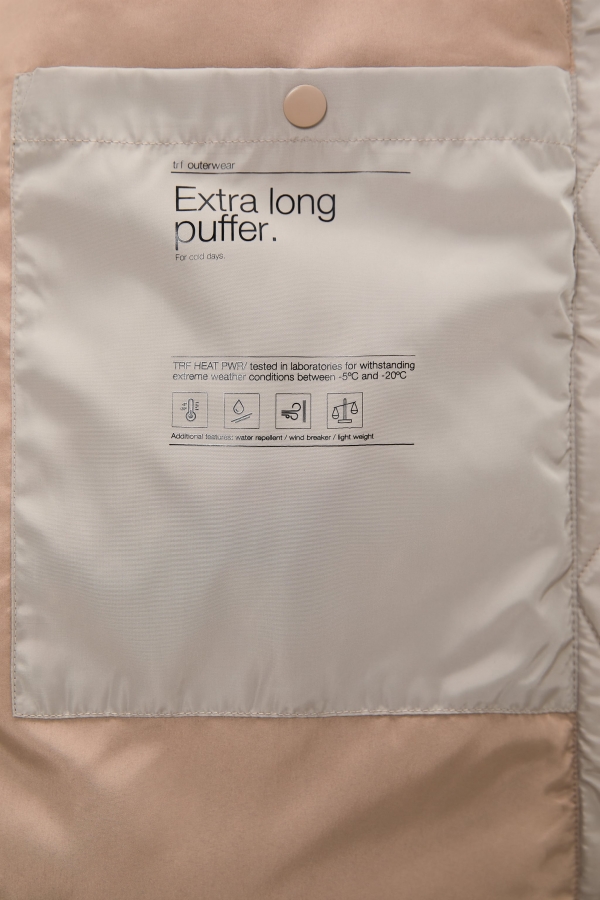 trf outerwear
Extra long
puffer.
For cold days.
TRF HEAT PWR/ tested in laboratories for withstanding
extreme weather conditions between -5ºC and -20ºC
Additional features: water repellent / wind breaker / light weight